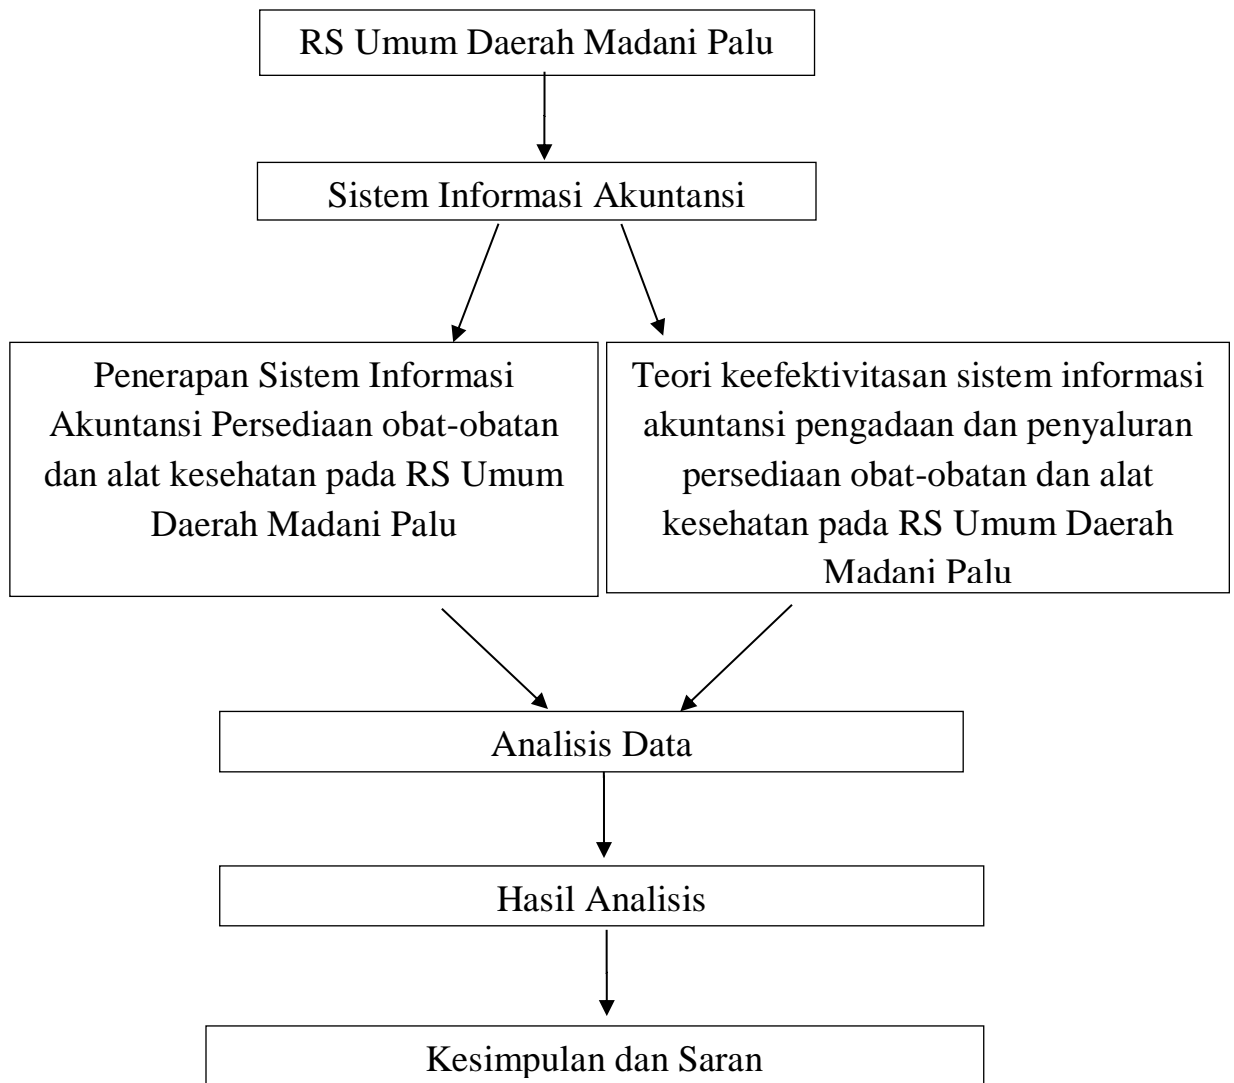 RS Umum Daerah Madani Palu
Sistem Informasi Akuntansi
Penerapan Sistem Informasi
Akuntansi Persediaan obat-obatan
dan alat kesehatan pada RS Umum
Daerah Madani Palu
Teori keefektivitasan sistem informasi
akuntansi pengadaan dan penyaluran
persediaan obat-obatan dan alat
kesehatan pada RS Umum Daerah
Madani Palu
Analisis Data
Hasil Analisis
Kesimpulan dan Saran